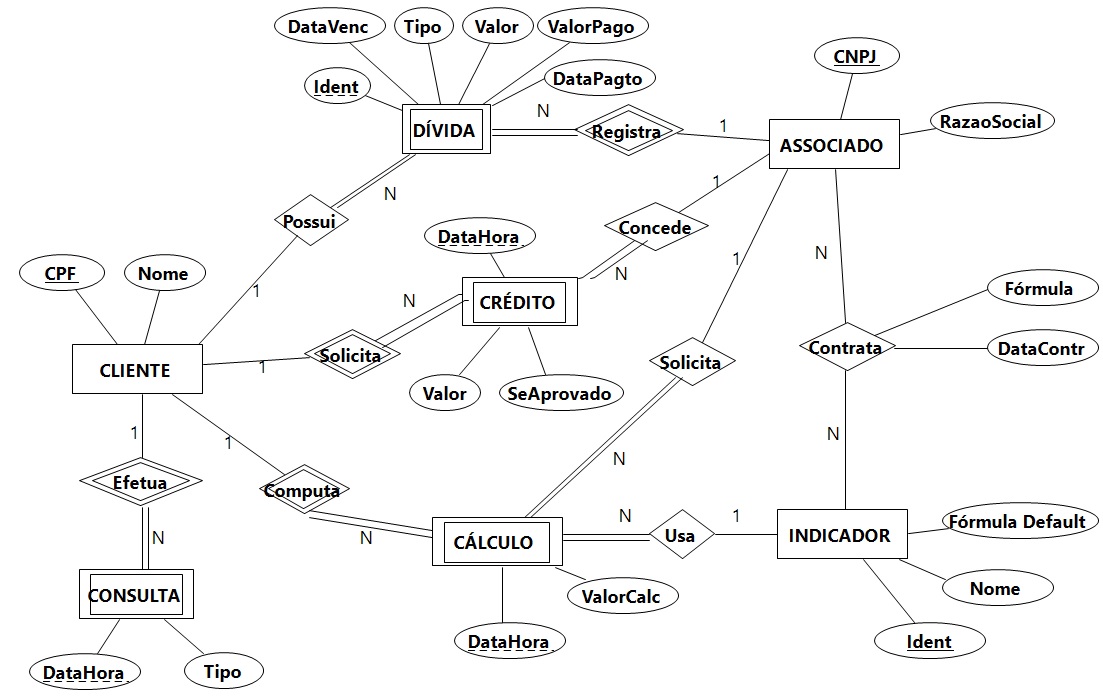 DataVenc
Tipo
Valor
ValorPago
CNPJ
Ident
DataPagto
RazaoSocial
DÍVIDA
N
Registra
1
ASSOCIADO
N
1
Possui
Concede
DataHora
N
1
N
CPF
Nome
1
N
CRÉDITO
Fórmula
Solicita
1
CLIENTE
Solicita
Contrata
DataContr
Valor
SeAprovado
1
1
N
N
Efetua
Computa
N
1
Fórmula Default
N
N
CÁLCULO
Usa
INDICADOR
CONSULTA
ValorCalc
Nome
DataHora
Ident
DataHora
Tipo